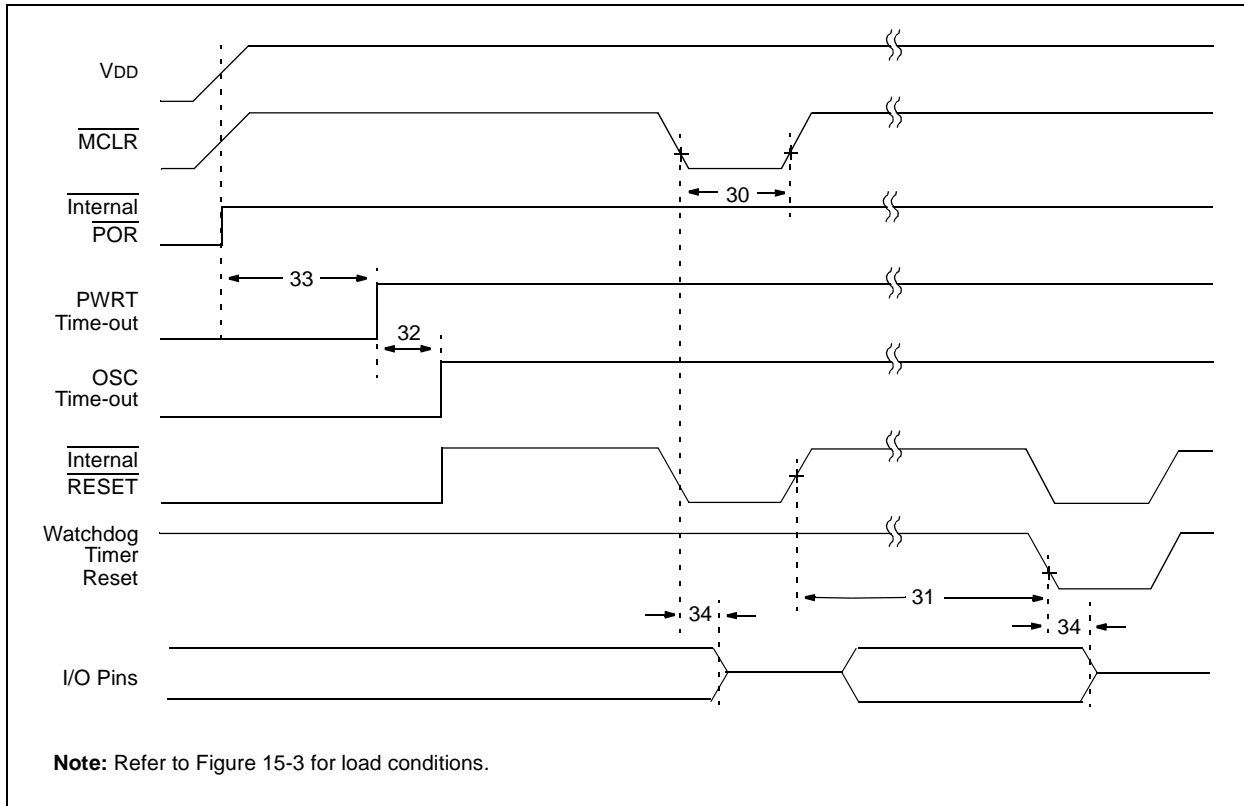 VDD
MCLR
30
Internal
POR
33
PWRT
Time-out
32
OSC
Time-out
Internal
RESET
Watchdog
Timer
Reset
31
34
34
I/O Pins
Note: Refer to Figure 15-3 for load conditions.